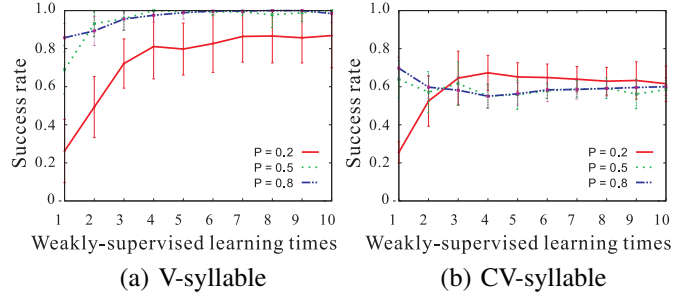 1.0
0.8
0.6
0.4
0.2
0
Success rate
P = 0.2
P = 0.5
P = 0.8
1 2 3 4 5 6 7 8 9 10
Weakly-supervised learning times
(a) V-syllable
1.0
0.8
0.6
0.4
0.2
0
Success rate
P = 0.2
P = 0.5
P = 0.8
1 2 3 4 5 6 7 8 9 10
Weakly-supervised learning times
(b) CV-syllable